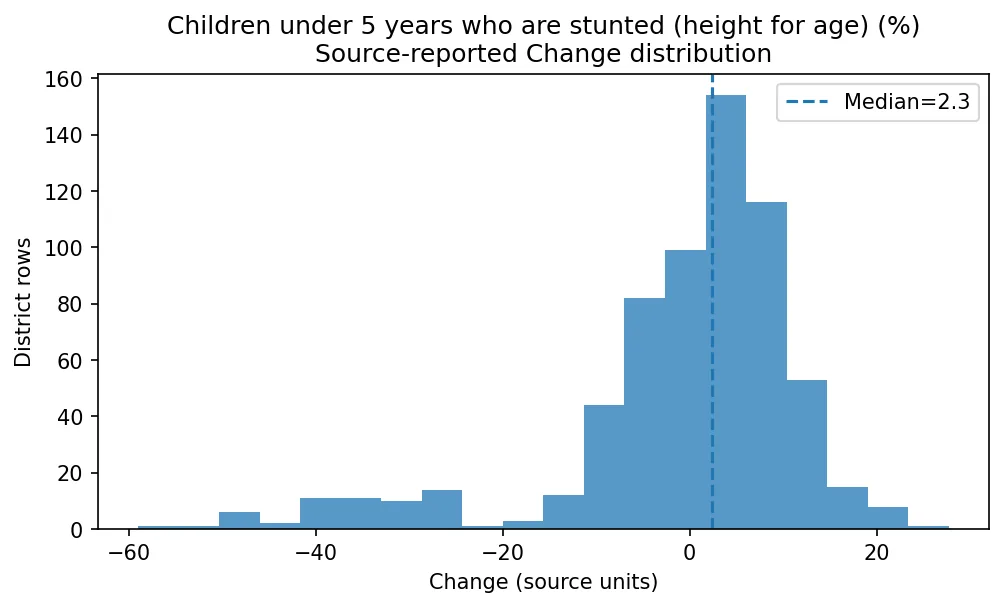 Children under 5 years who are stunted (height for age) (%)
Source-reported Change distribution
Median=2.3
District rows
160
140
120
100
80
60
40
20
0
−60
−40
−20
0
20
Change (source units)